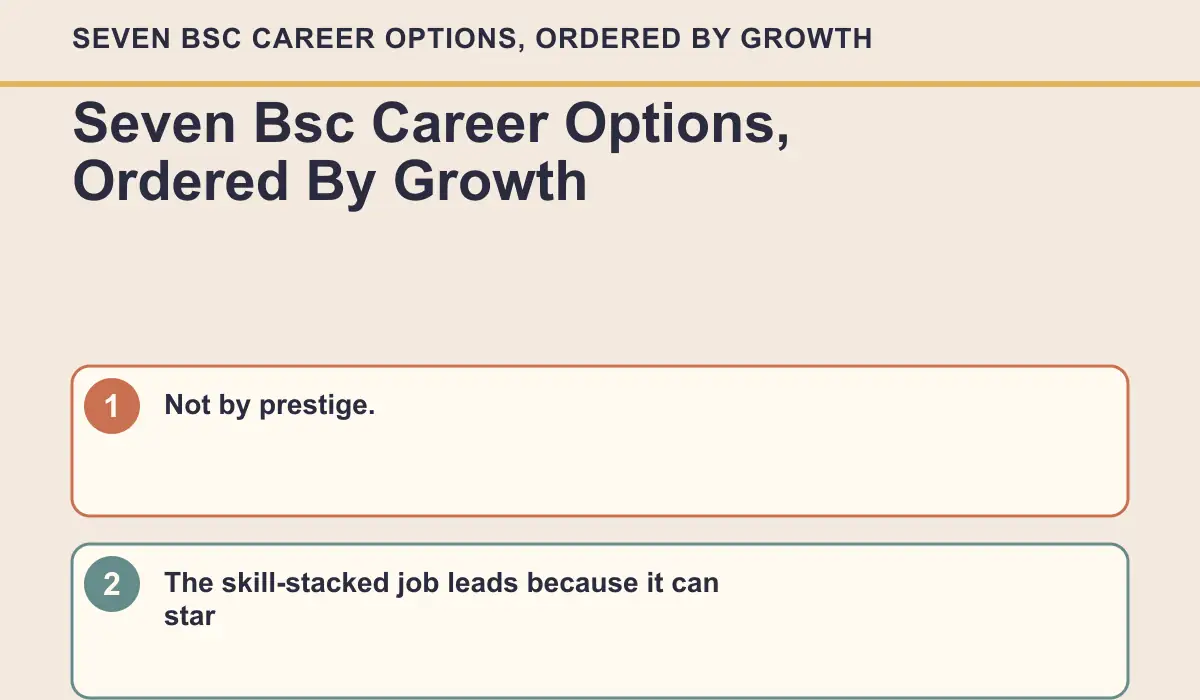 SEVEN BSC CAREER OPTIONS, ORDERED BY GROWTH
Seven Bsc Career Options,
Ordered By Growth
1
Not by prestige.
2
The skill-stacked job leads because it can
star